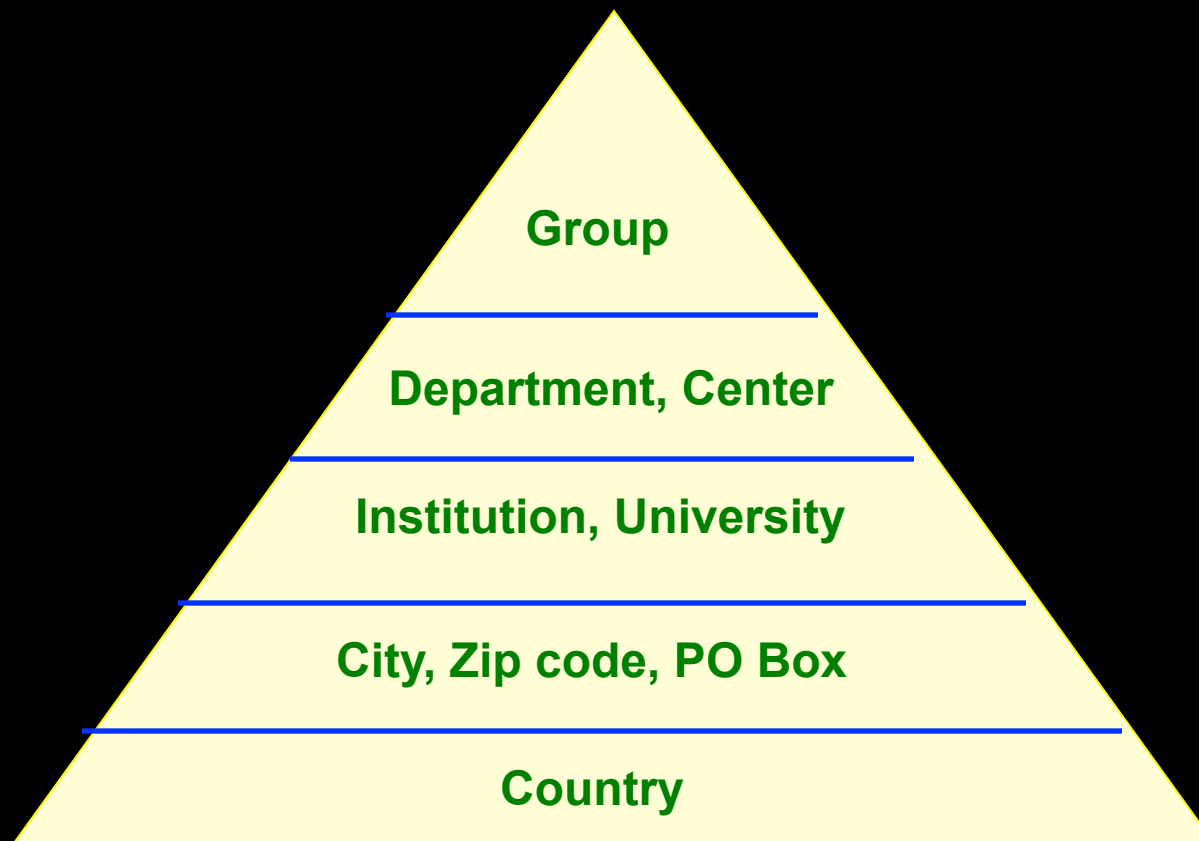 Group
Department, Center
Institution, University
City, Zip code, PO Box
Country